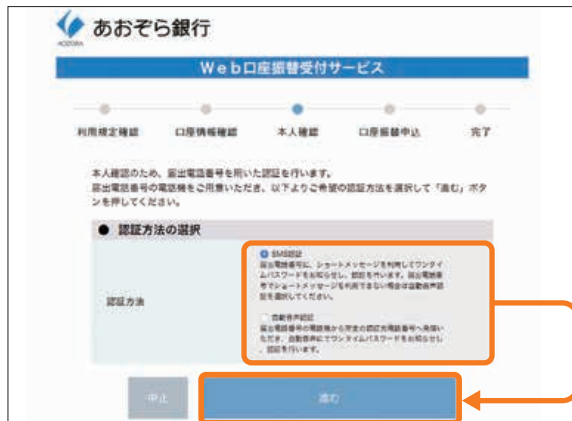 あおぞら銀行
AOZORA
Web口座振替受付サービス
利用規定確認
口座情報確認
本人確認
口座振替申込
完了
本人確認のため、届出電話番号を用いた認証を行います。
届出電話番号の電話機をご用意いただき、以下よりご希望の認証方法を選択して「進む」ボタ
ンを押してください。
● 認証方法の選択
認証方法
SMS認証
届出電話番号に、ショートメッセージを利用してワンタイ
ムパスワードをお知らせし、認証を行います。届出電話番
号でショートメッセージを利用できない場合は自動音声認
証を選択してください。
自動音声認証
届出電話番号の電話機から所定の認証先電話番号へ発信い
ただき、自動音声にてワンタイムパスワードをお知らせし
、認証を行います。
中止
進む